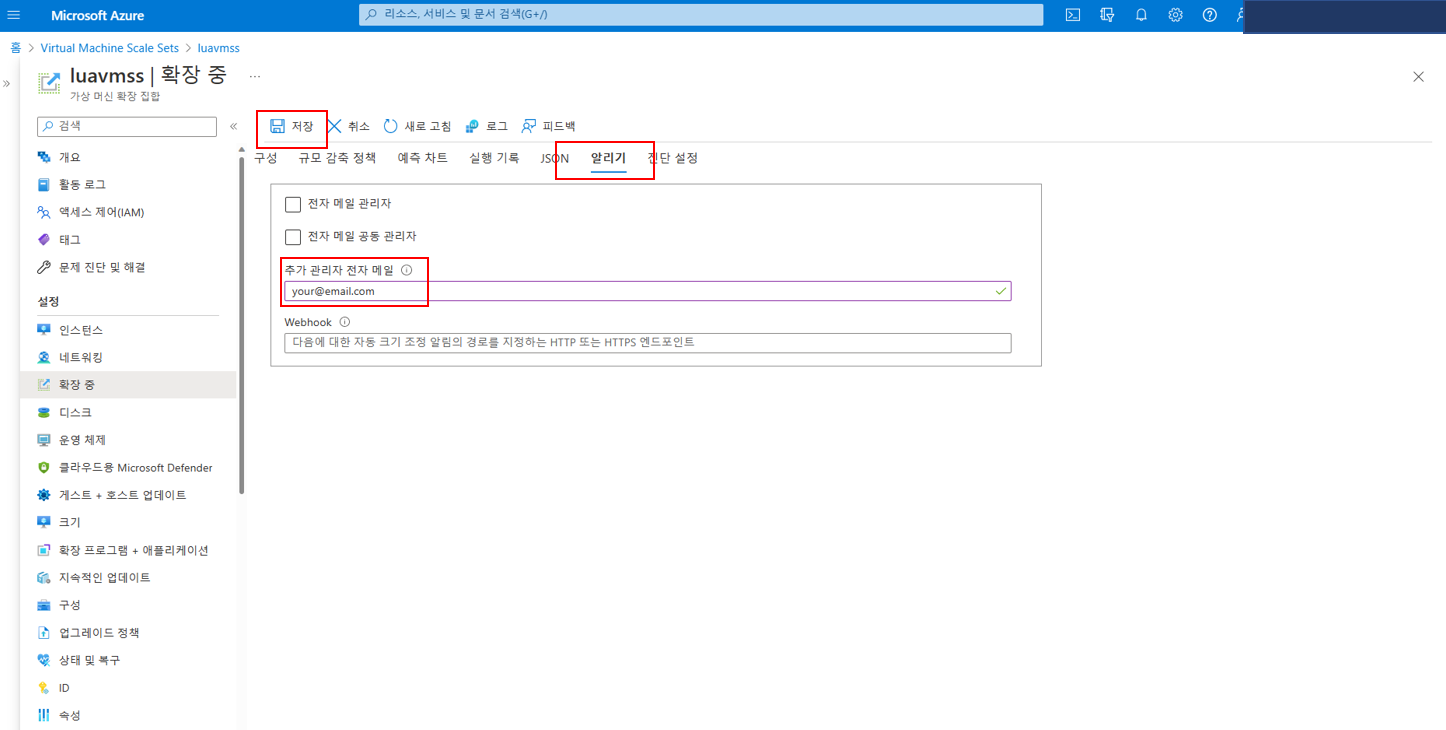 Microsoft Azure
리소스, 서비스 및 문서 검색(G+/)
홈 > Virtual Machine Scale Sets > luavmss
luavmss | 확장 중 ...
가상 머신 확장 집합
검색
«
»
저장 취소 새로 고침 로그 피드백
구성 규모 감축 정책 예측 차트 실행 기록 JSON 알리기 진단 설정
전자 메일 관리자
전자 메일 공동 관리자
추가 관리자 전자 메일
your@email.com
Webhook
다음에 대한 자동 크기 조정 알림의 경로를 지정하는 HTTP 또는 HTTPS 엔드포인트
개요
활동 로그
액세스 제어(IAM)
태그
문제 진단 및 해결
설정
인스턴스
네트워킹
확장 중
디스크
운영 체제
클라우드용 Microsoft Defender
게스트 + 호스트 업데이트
크기
확장 프로그램 + 애플리케이션
지속적인 업데이트
구성
업그레이드 정책
상태 및 복구
ID
속성